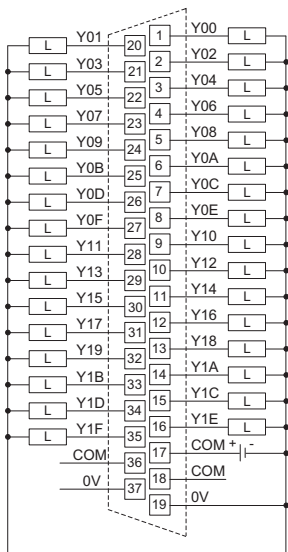 1 Y00 L
L Y01 20
2 Y02 L
L Y03 21
3 Y04 L
L Y05 22
4 Y06 L
L Y07 23
5 Y08 L
L Y09 24
6 Y0A L
L Y0B 25
7 Y0C L
L Y0D 26
8 Y0E L
L Y0F 27
9 Y10 L
L Y11 28
10 Y12 L
L Y13 29
11 Y14 L
L Y15 30
12 Y16 L
L Y17 31
13 Y18 L
L Y19 32
14 Y1A L
L Y1B 33
15 Y1C L
L Y1D 34
16 Y1E L
L Y1F 35
17 COM + -
COM 36
18 COM
0V 37
19 0V